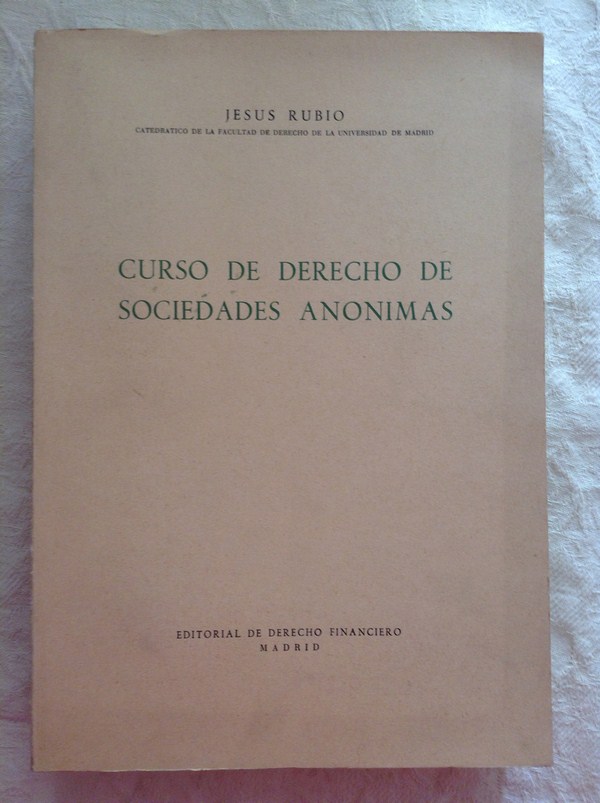 JESUS RUBIO
CATEDRATICO DE LA FACULTAD DE DERECHO DE LA UNIVERSIDAD DE MADRID
CURSO DE DERECHO DE
SOCIEDADES ANONIMAS
EDITORIAL DE DERECHO FINANCIERO
MADRID